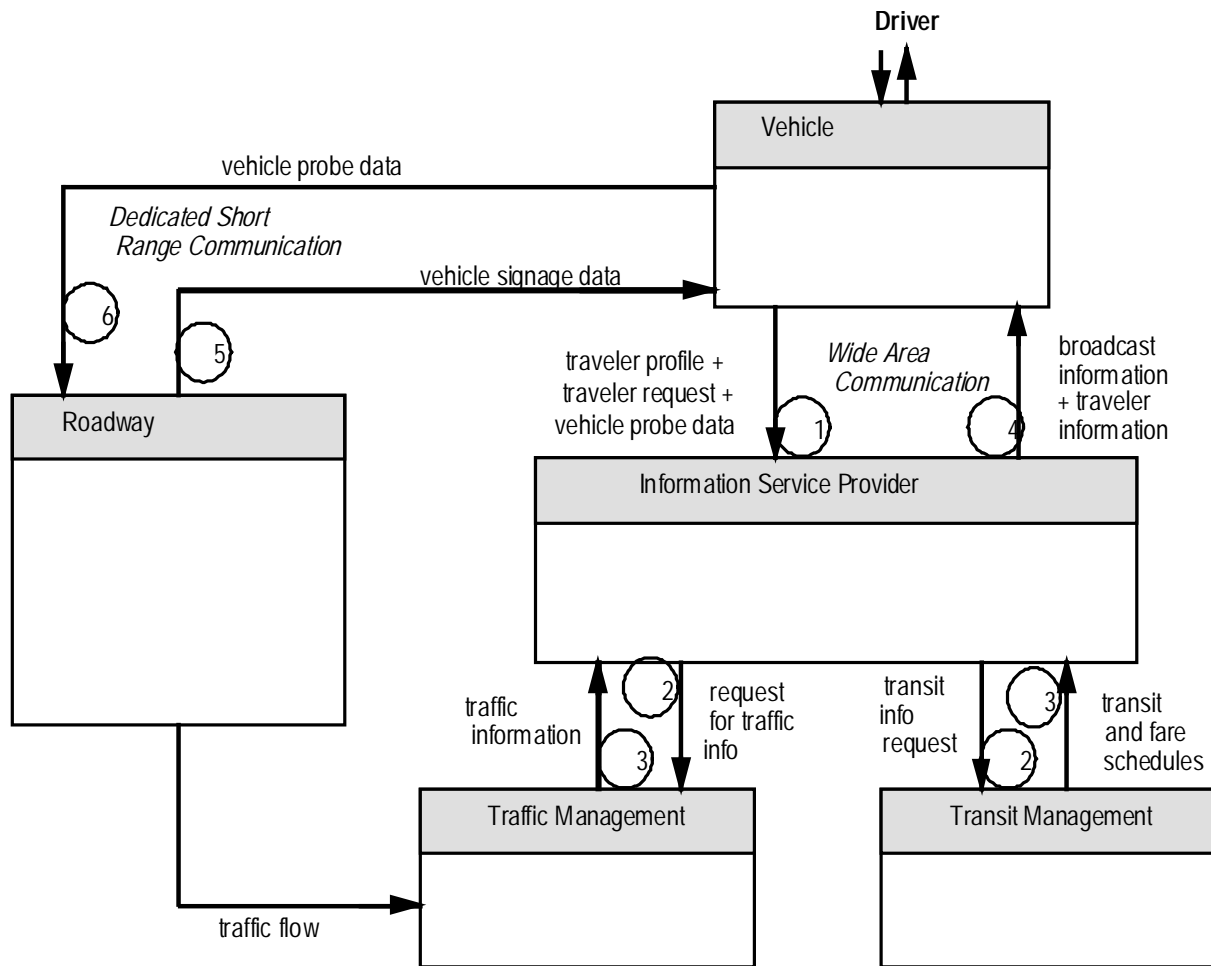 Driver
Vehicle
vehicle probe data
Dedicated Short
Range Communication
vehicle signage data
6
5
traveler profile +
traveler request +
vehicle probe data
Wide Area
Communication
broadcast
information
+ traveler
information
1
4
Roadway
Information Service Provider
traffic
information
2
3
request
for traffic
info
transit
info
request
3
2
transit
and fare
schedules
Traffic Management
Transit Management
traffic flow